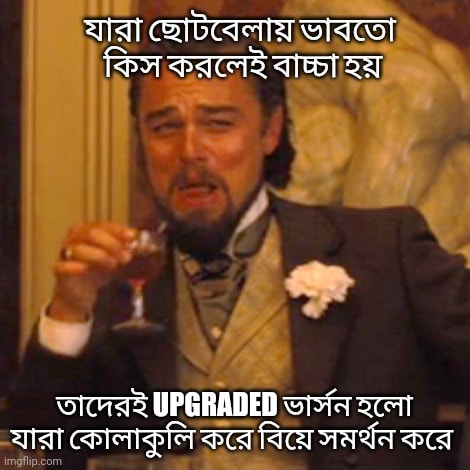 যারা ছোটবেলায় ভাবতো
কিস করলেই বাচ্চা হয়
তাদেরই UPGRADED ভার্সন হলো
যারা কোলাকুলি করে বিয়ে সমর্থন করে
imgflip.com